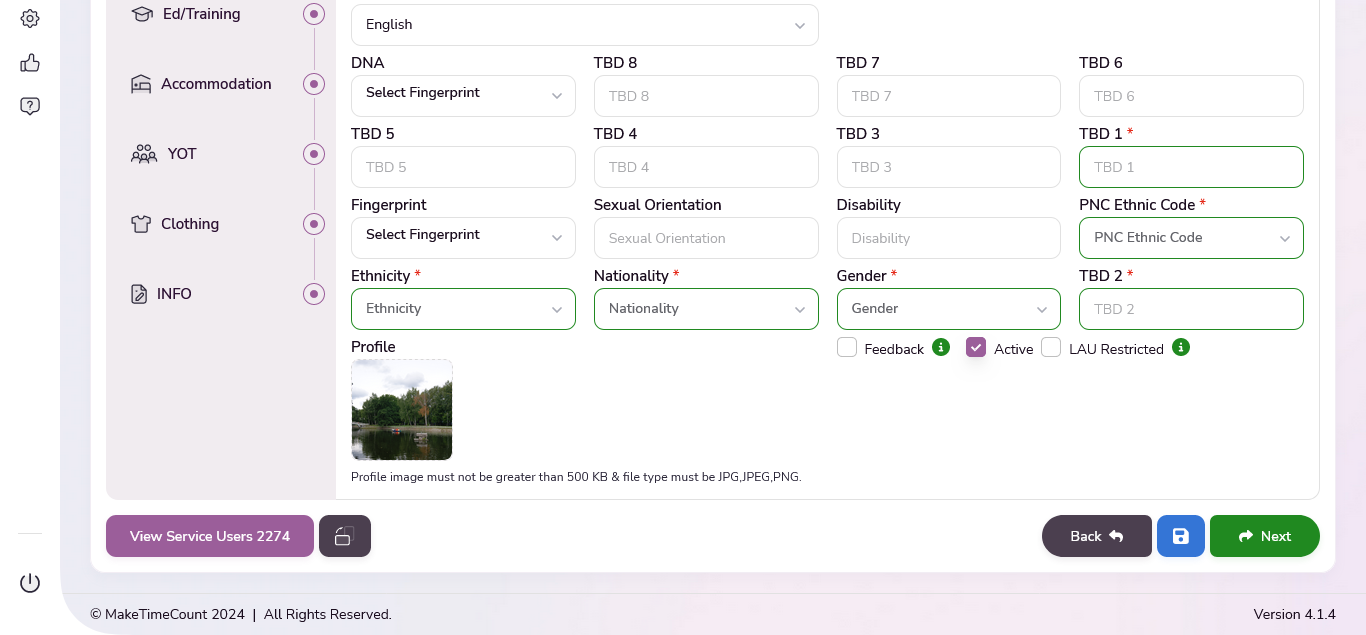 Ed/Training
Accommodation
YOT
Clothing
INFO
English
DNA TBD 8 TBD 7 TBD 6
Select Fingerprint TBD 8 TBD 7 TBD 6
TBD 5 TBD 4 TBD 3 TBD 1 *
TBD 5 TBD 4 TBD 3 TBD 1
Fingerprint Sexual Orientation Disability PNC Ethnic Code *
Select Fingerprint Sexual Orientation Disability PNC Ethnic Code
Ethnicity * Nationality * Gender * TBD 2 *
Ethnicity Nationality Gender TBD 2
Profile Feedback Active LAU Restricted
Profile image must not be greater than 500 KB & file type must be JPG,JPEG,PNG.
View Service Users 2274 Back Next
© MakeTimeCount 2024 | All Rights Reserved. Version 4.1.4